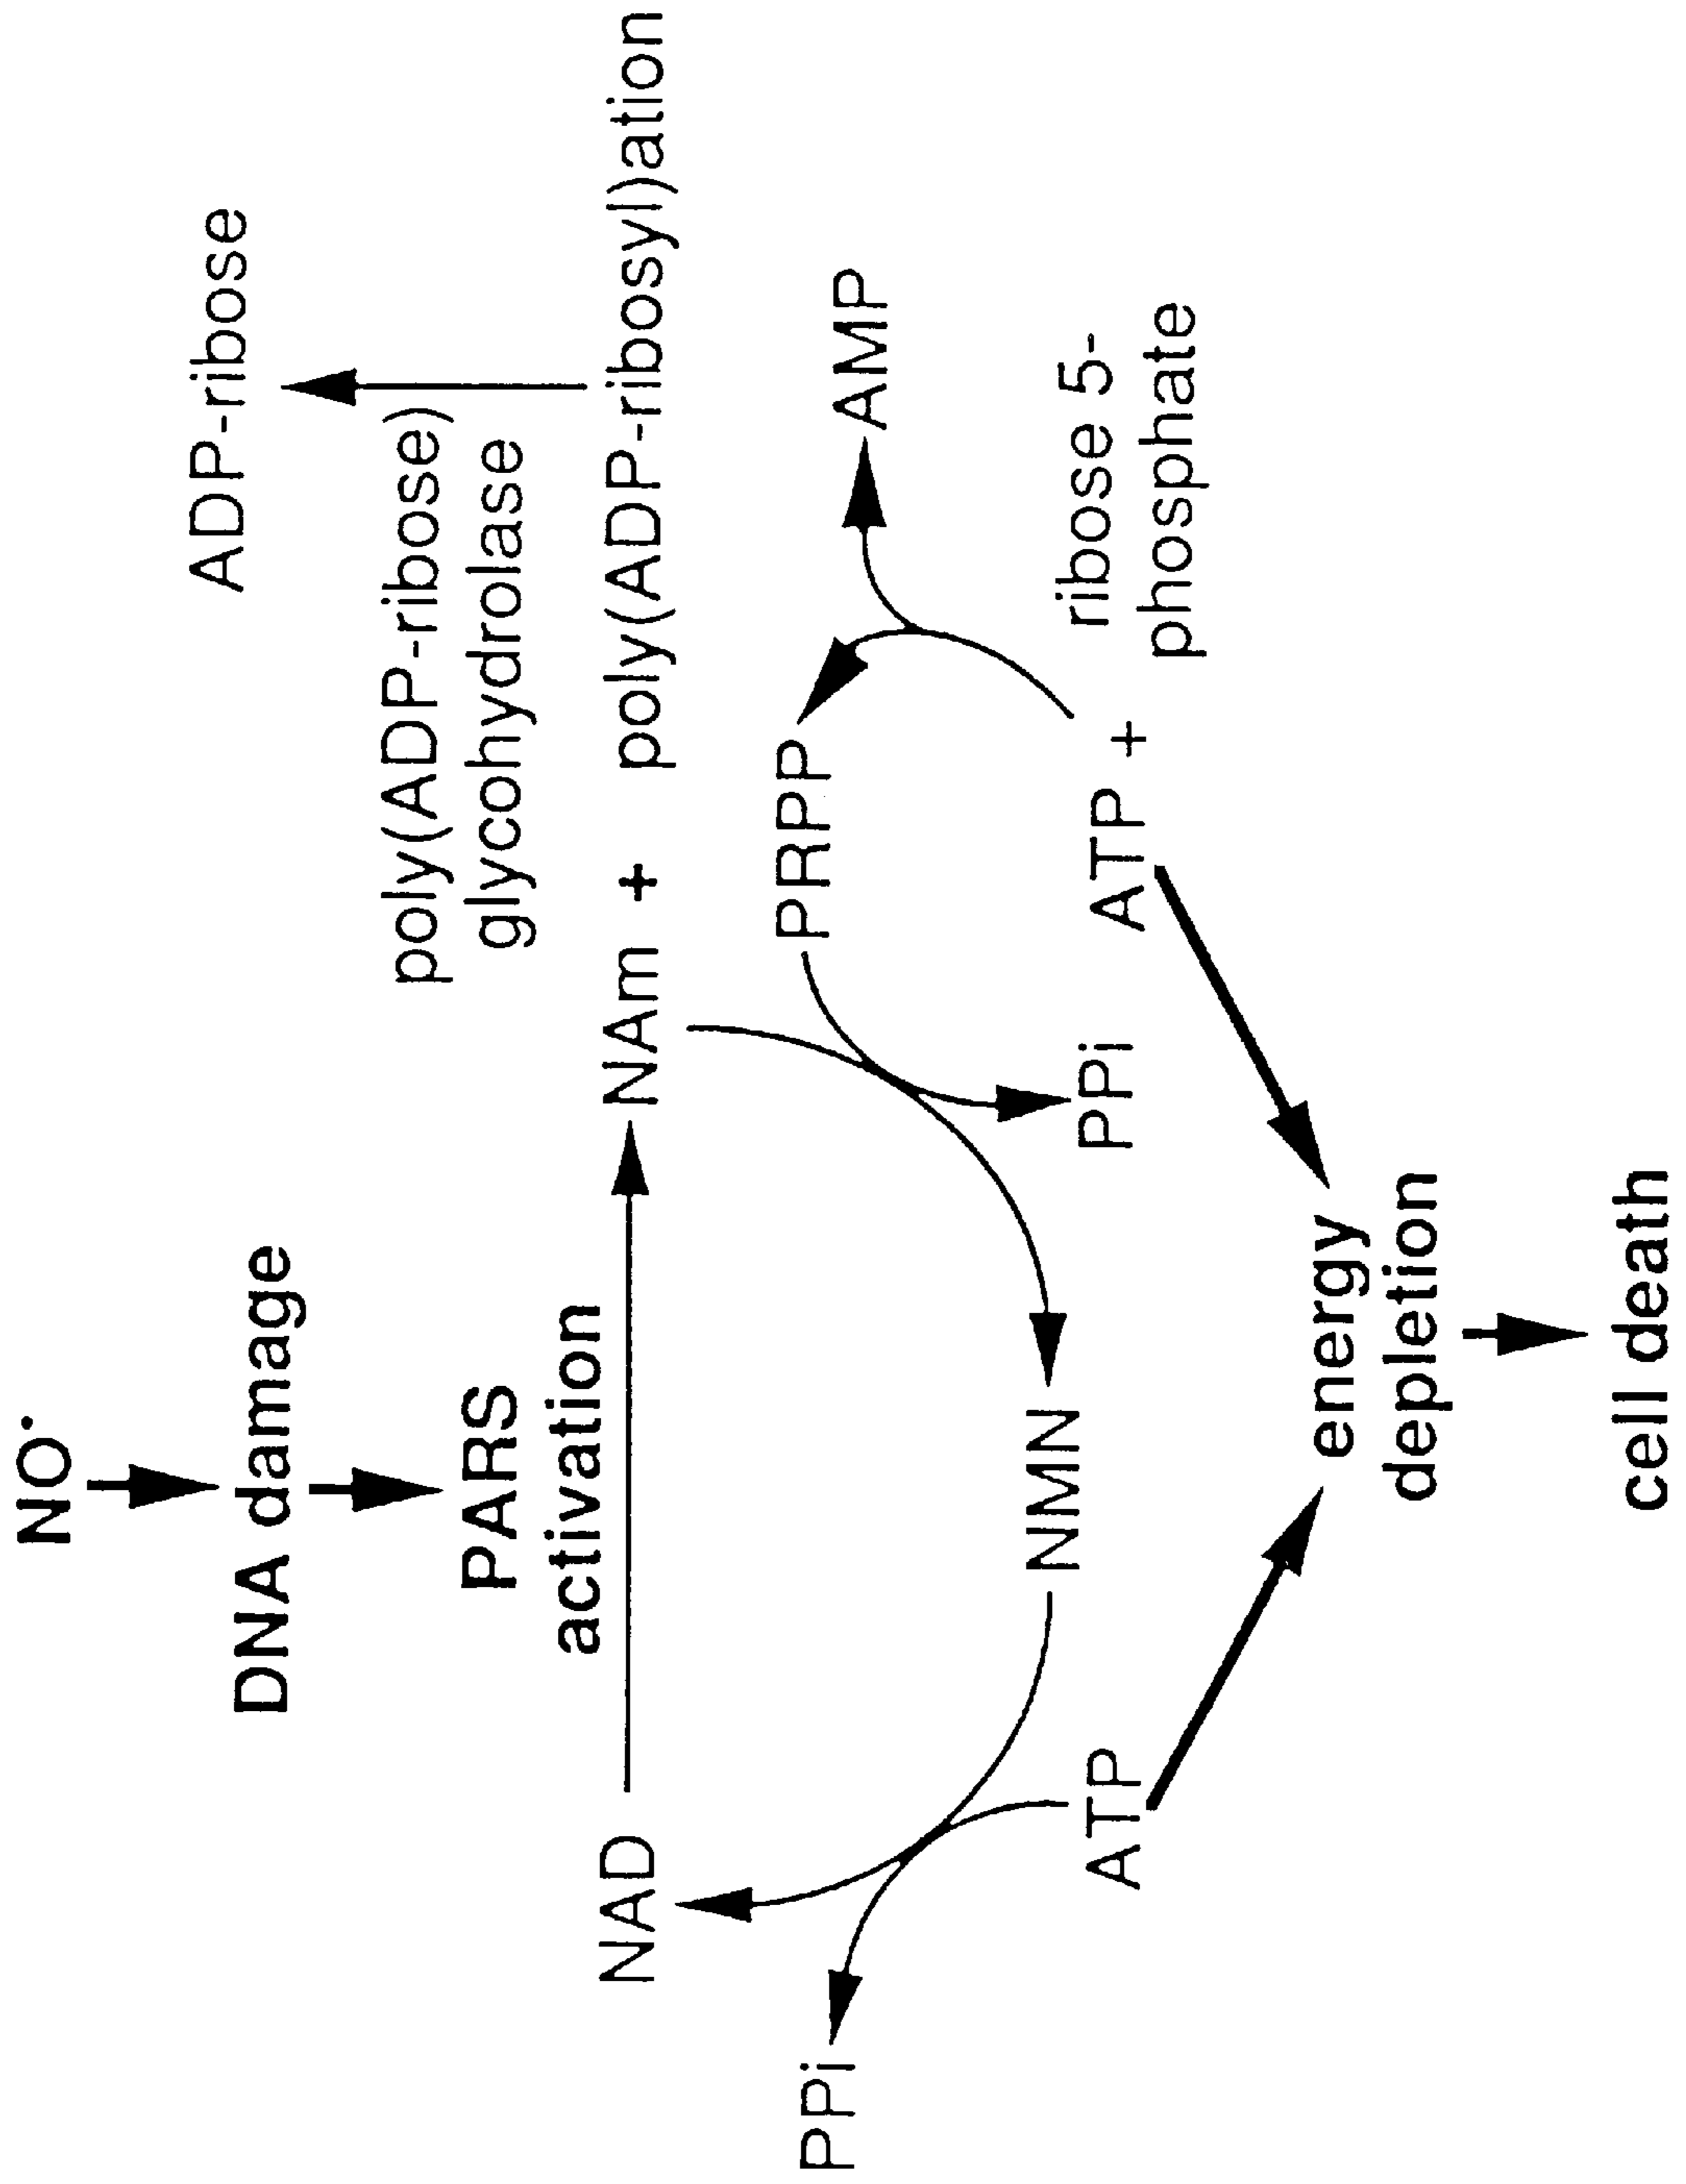 NO·
DNA damage
PARS
activation
ADP-ribose
poly(ADP-ribose)
glycohydrolase
NAD
NAm + poly(ADP-ribosyl)ation
PPi
PRPP
AMP
NMN
ATP
PPi
ATP +
ribose 5-
phosphate
energy
depletion
cell death